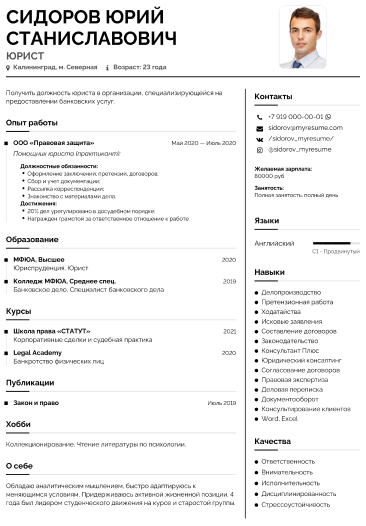 СИДОРОВ ЮРИЙ
СТАНИСЛАВОВИЧ
ЮРИСТ
Калининград, м. Северная Возраст: 23 года
Получить должность юриста в организации, специализирующейся на
предоставлении банковских услуг.
Опыт работы
ООО «Правовая защита» Май 2020 — Июль 2020
Помощник юриста (практикант)
Должностные обязанности:
Оформление заключений, претензий, договоров;
Сбор и учет документации;
Рассылка корреспонденции;
Знакомство с материалами дела.
Достижения:
20% дел урегулировано в досудебном порядке;
Награжден грамотой за ответственное отношение к работе
Образование
МФЮА, Высшее 2020
Юриспруденция, Юрист
Колледж МФЮА, Среднее спец. 2019
Банковское дело, Специалист банковского дела
Курсы
Школа права «СТАТУТ» 2021
Корпоративные сделки и судебная практика
Legal Academy 2020
Банкротство физических лиц
Публикации
Закон и право Июль 2019
Хобби
Коллекционирование. Чтение литературы по психологии.
О себе
Обладаю аналитическим мышлением, быстро адаптируюсь к
меняющимся условиям. Придерживаюсь активной жизненной позиции, 4
года был лидером студенческого движения на курсе и старостой группы.
Контакты
+7 919 000-00-01
sidorov@myresume.com
/sidorov_myresume
@sidorov_myresume
Желаемая зарплата:
80000 руб
Занятость:
Полная занятость, полный день
Языки
Английский
C1 - Продвинутый
Навыки
Делопроизводство
Претензионная работа
Ходатайства
Исковые заявления
Составление договоров
Законодательство
Консультант Плюс
Юридический консалтинг
Согласование договоров
Правовая экспертиза
Деловая переписка
Документооборот
Консультирование клиентов
Word, Excel
Качества
Ответственность
Внимательность
Исполнительность
Дисциплинированность
Стрессоустойчивость